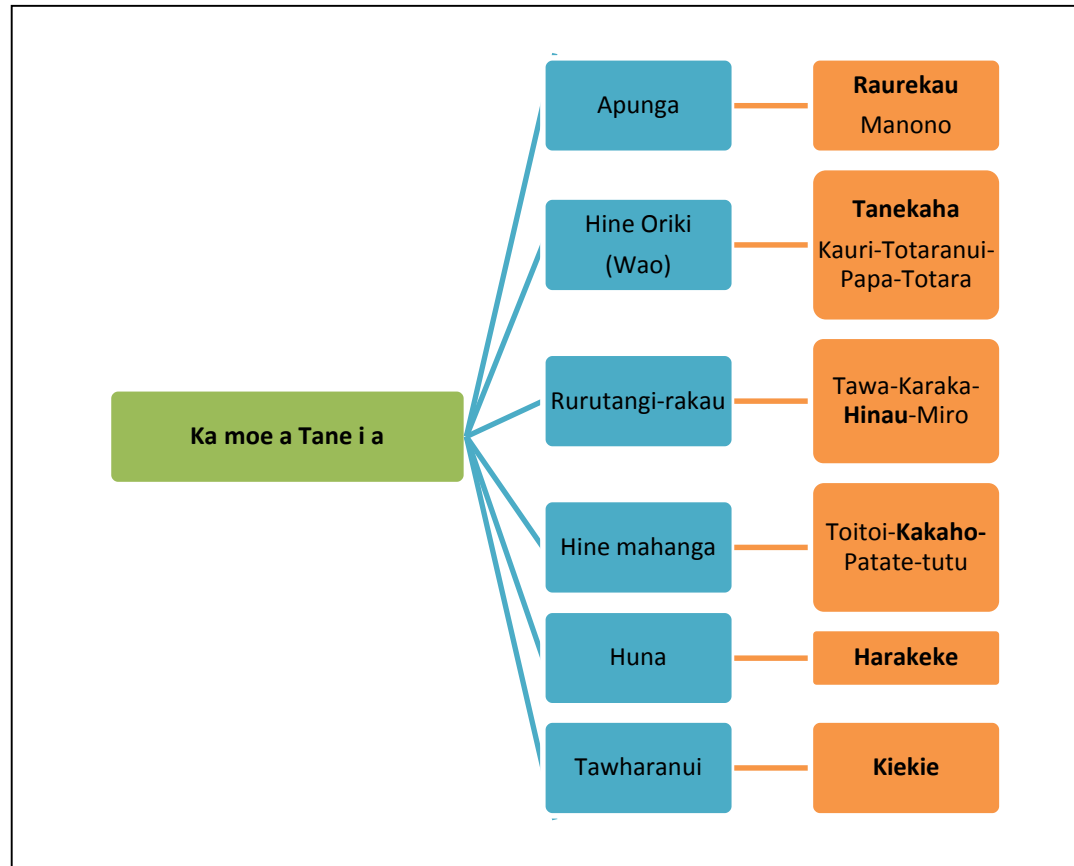 Ka moe a Tane i a
Apunga
Raurekau
Manono
Hine Oriki
(Wao)
Tanekaha
Kauri-Totaranui-
Papa-Totara
Rurutangi-rakau
Tawa-Karaka-
Hinau-Miro
Hine mahanga
Toitoi-Kakaho-
Patate-tutu
Huna
Harakeke
Tawharanui
Kiekie